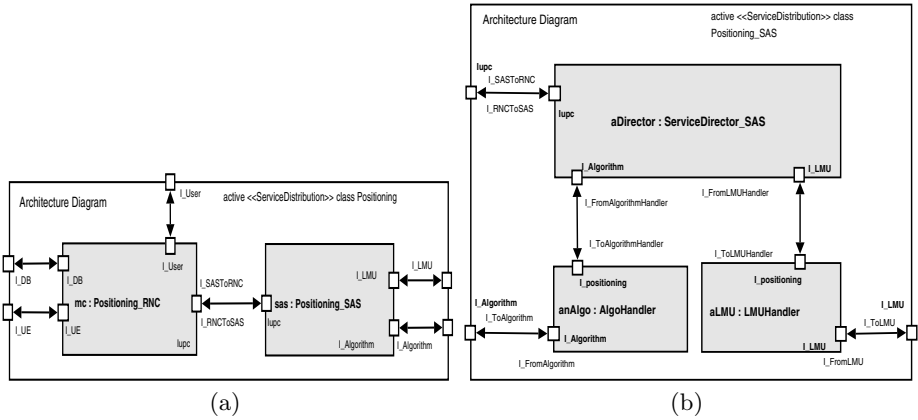 Architecture Diagram
active <<ServiceDistribution>> class Positioning
I_User
I_User
I_DB
I_DB
mc : Positioning_RNC
I_UE
I_UE
Iupc
I_SASToRNC
I_RNCToSAS
I_LMU
I_LMU
sas : Positioning_SAS
Iupc
I_Algorithm
I_Algorithm
(a)
Architecture Diagram
active <<ServiceDistribution>> class
Positioning_SAS
Iupc
I_SASToRNC
I_RNCToSAS
Iupc
aDirector : ServiceDirector_SAS
I_Algorithm
I_LMU
I_FromAlgorithmHandler
I_FromLMUHandler
I_ToAlgorithmHandler
I_ToLMUHandler
I_positioning
I_positioning
I_Algorithm
anAlgo : AlgoHandler
aLMU : LMUHandler
I_LMU
I_ToAlgorithm
I_ToLMU
I_Algorithm
I_LMU
I_FromAlgorithm
I_FromLMU
(b)